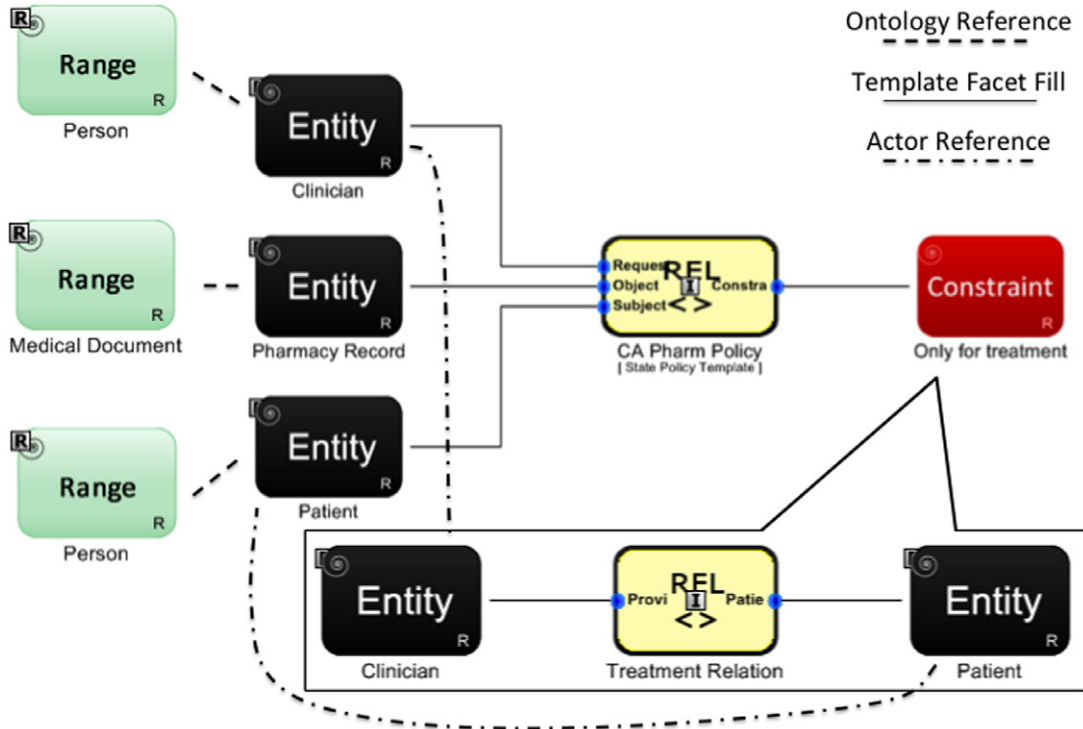 Ontology Reference
Template Facet Fill
Actor Reference
R
Range
R
Person
Entity
R
Clinician
R
Range
R
Medical Document
Entity
R
Pharmacy Record
R
Range
R
Person
Entity
R
Patient
Reques
Object
Subject
REL
I
< >
Constra
CA Pharm Policy
[ State Policy Template ]
Constraint
R
Only for treatment
Entity
R
Clinician
Provi
REL
I
< >
Patie
Treatment Relation
Entity
R
Patient